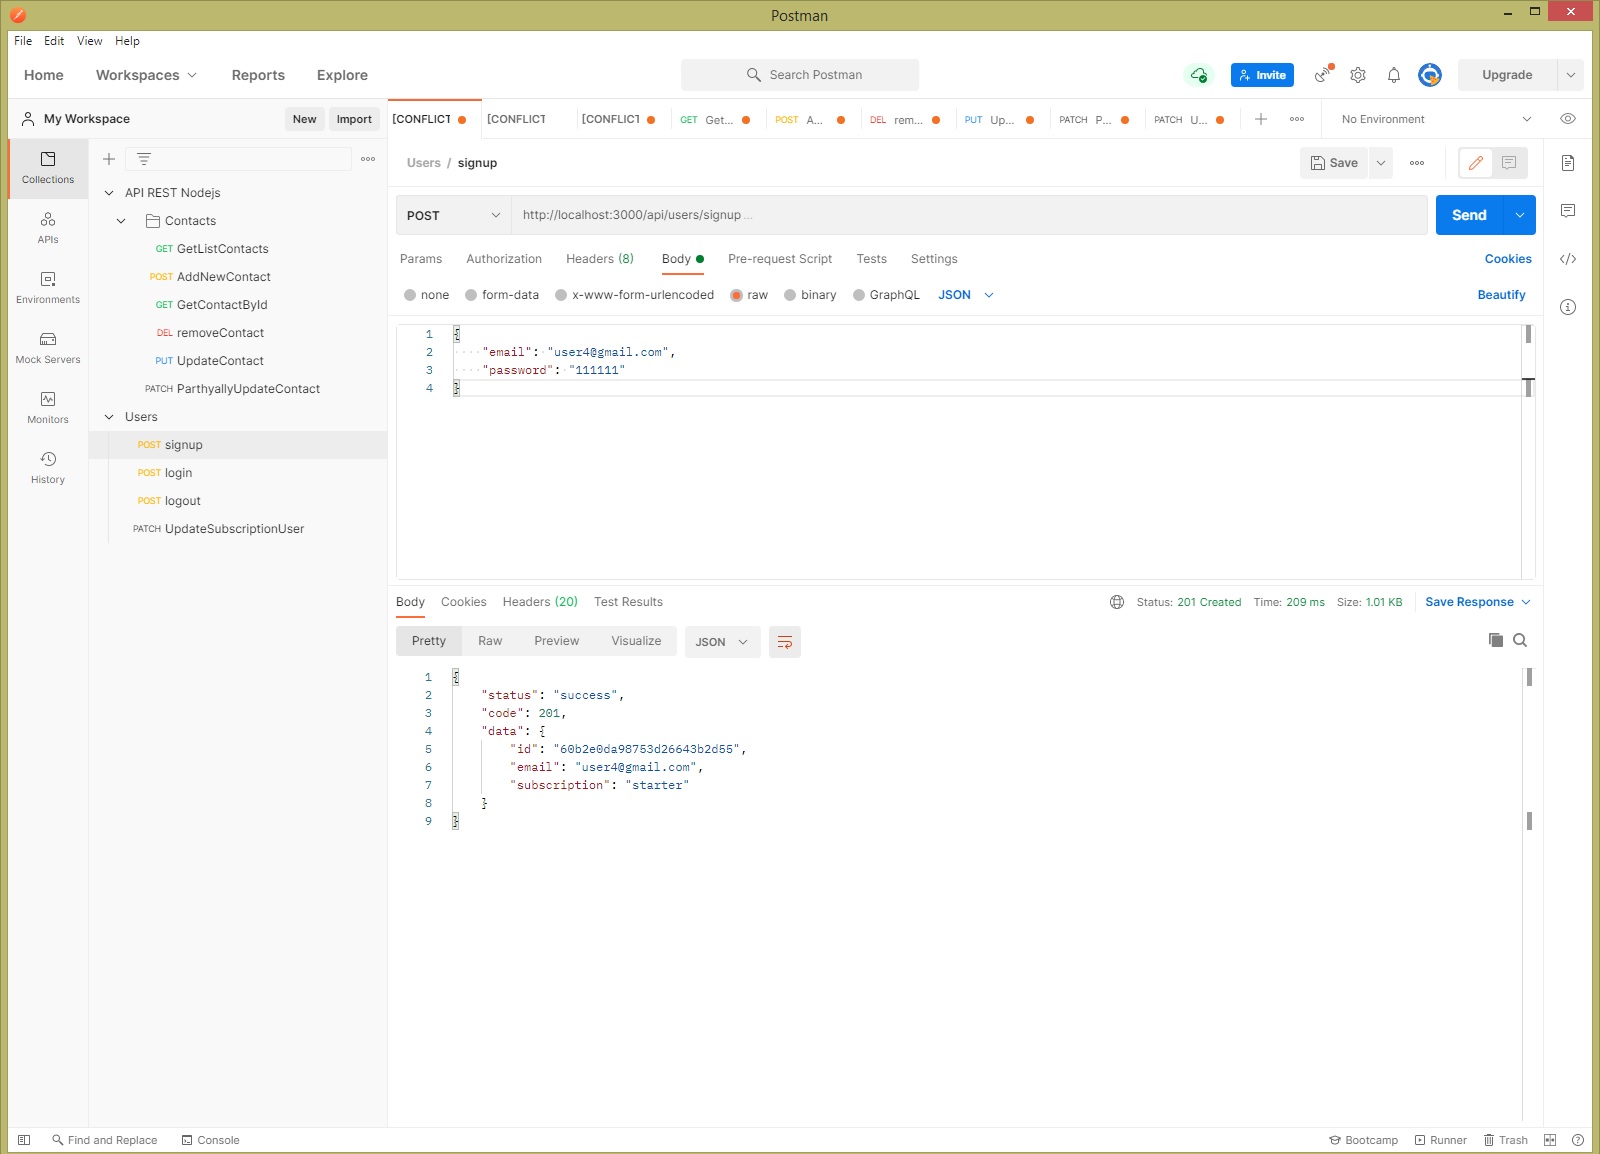 Postman
File Edit View Help
Home Workspaces Reports Explore
Search Postman
Invite
Upgrade
My Workspace
New
Import
[CONFLICT
[CONFLICT
[CONFLICT
GET Get...
POST A...
DEL rem...
PUT Up...
PATCH P...
PATCH U...
No Environment
Collections
APIs
Environments
Mock Servers
Monitors
History
API REST Nodejs
Contacts
GET GetListContacts
POST AddNewContact
GET GetContactById
DEL removeContact
PUT UpdateContact
PATCH ParthyallyUpdateContact
Users
POST signup
POST login
POST logout
PATCH UpdateSubscriptionUser
Users / signup
Save
POST
http://localhost:3000/api/users/signup ...
Send
Params Authorization Headers (8) Body Pre-request Script Tests Settings
Cookies
none form-data x-www-form-urlencoded raw binary GraphQL JSON
Beautify
1 {
2 "email": "user4@gmail.com",
3 "password": "111111"
4 }
Body Cookies Headers (20) Test Results
Status: 201 Created Time: 209 ms Size: 1.01 KB
Save Response
Pretty Raw Preview Visualize JSON
1 {
2 "status": "success",
3 "code": 201,
4 "data": {
5 "id": "60b2e0da98753d26643b2d55",
6 "email": "user4@gmail.com",
7 "subscription": "starter"
8 }
9 }
Find and Replace Console
Bootcamp Runner Trash